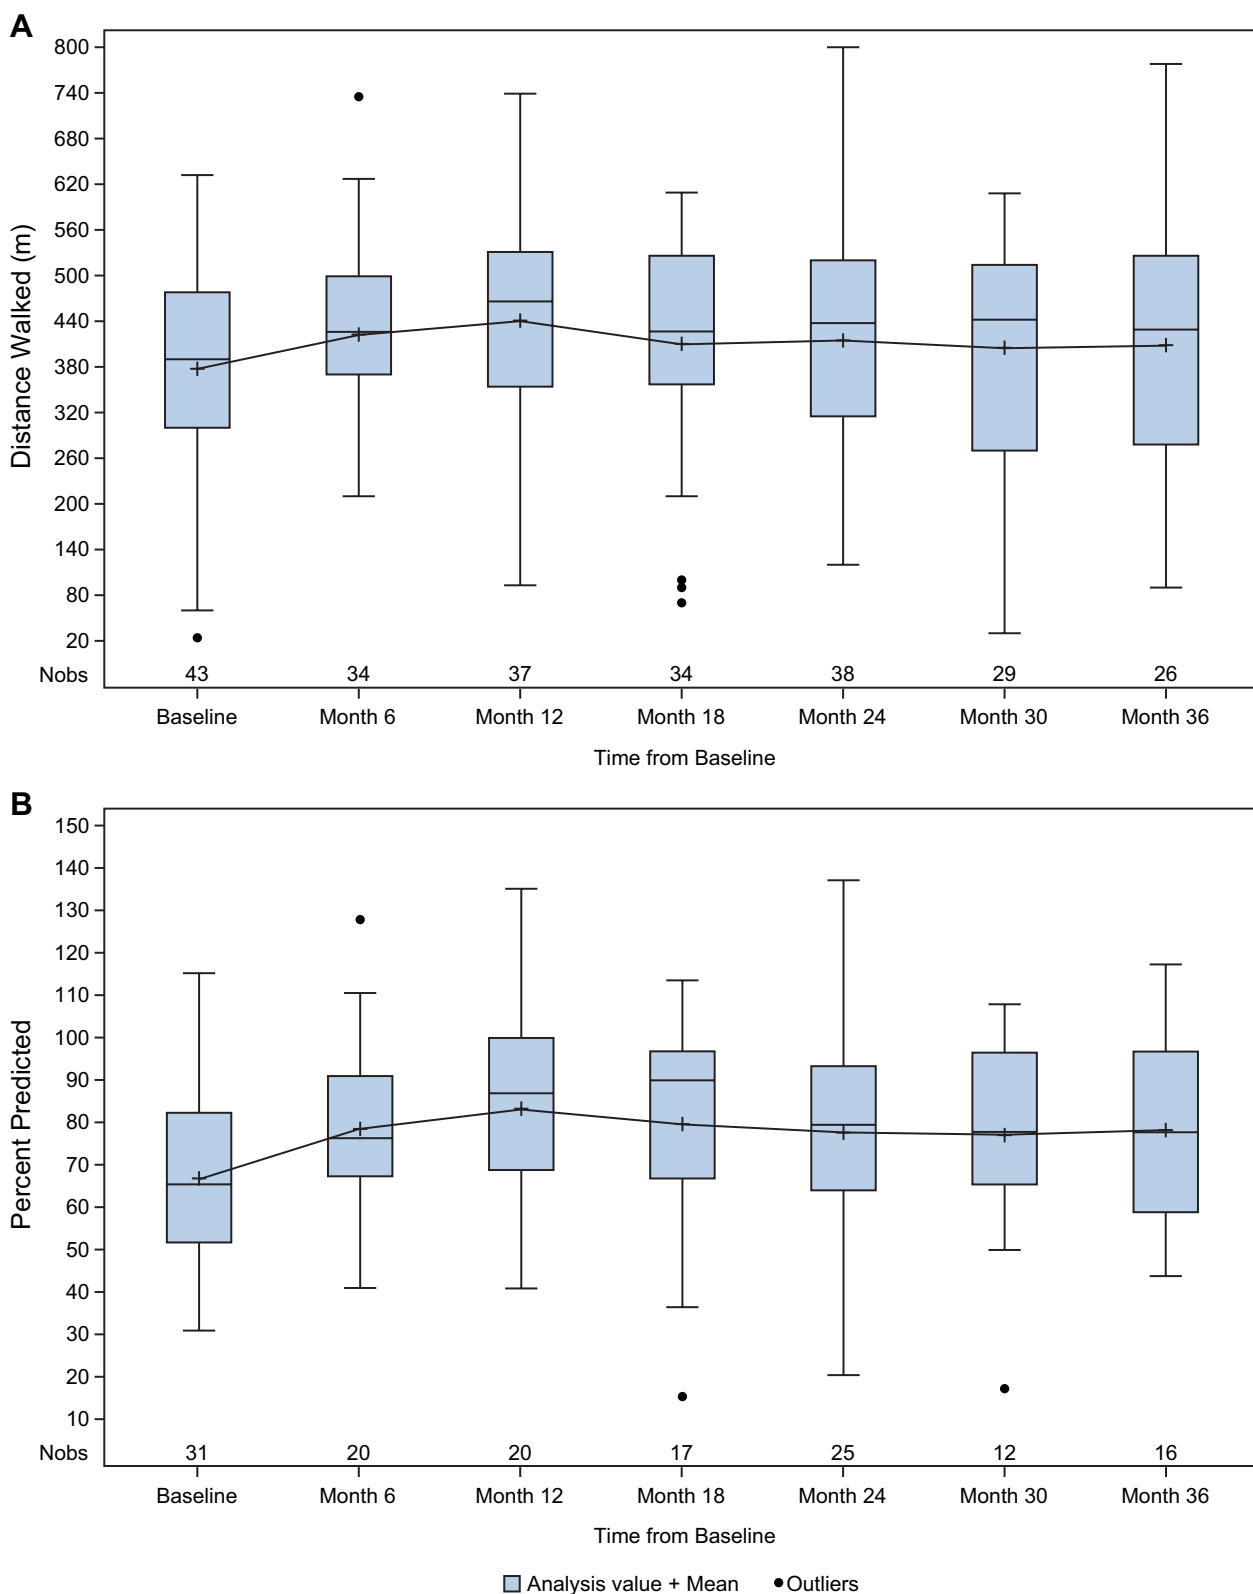 A
800
740
680
620
560
500
440
380
320
260
200
140
80
20
Distance Walked (m)
Nobs 43 34 37 34 38 29 26
Baseline Month 6 Month 12 Month 18 Month 24 Month 30 Month 36
Time from Baseline
B
150
140
130
120
110
100
90
80
70
60
50
40
30
20
10
Percent Predicted
Nobs 31 20 20 17 25 12 16
Baseline Month 6 Month 12 Month 18 Month 24 Month 30 Month 36
Time from Baseline
Analysis value + Mean Outliers